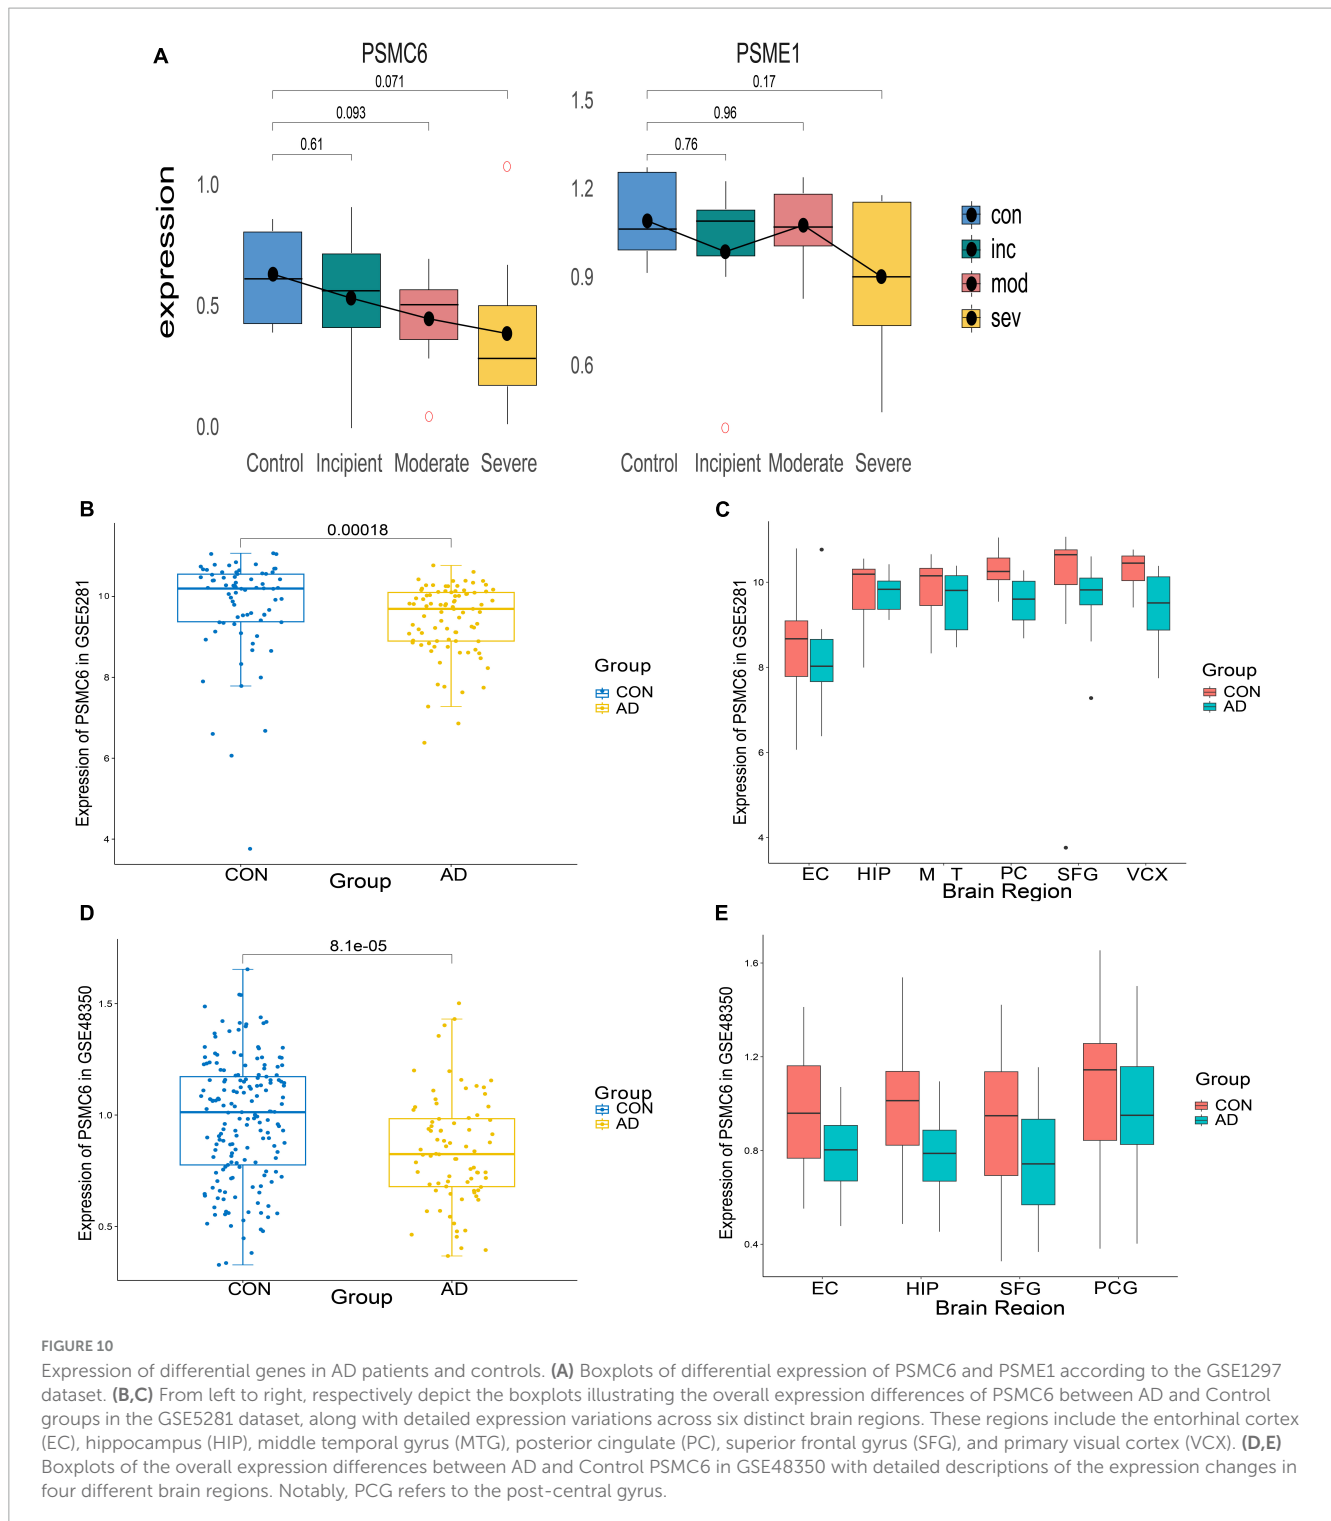 A
PSMC6
PSME1
0.071
0.093
0.61
0.17
0.96
0.76
expression
1.0
0.5
0.0
1.5
1.2
0.9
0.6
con
inc
mod
sev
Control Incipient Moderate Severe
Control Incipient Moderate Severe
B
0.00018
Expression of PSMC6 in GSE5281
10
8
6
4
CON
AD
Group
Group
CON
AD
C
Expression of PSMC6 in GSE5281
10
8
6
4
EC HIP M T PC SFG VCX
Brain Region
Group
CON
AD
D
8.1e-05
Expression of PSMC6 in GSE48350
1.5
1.0
0.5
CON
AD
Group
Group
CON
AD
E
Expression of PSMC6 in GSE48350
1.6
1.2
0.8
0.4
EC HIP SFG PCG
Brain Region
Group
CON
AD
FIGURE 10
Expression of differential genes in AD patients and controls. (A) Boxplots of differential expression of PSMC6 and PSME1 according to the GSE1297
dataset. (B,C) From left to right, respectively depict the boxplots illustrating the overall expression differences of PSMC6 between AD and Control
groups in the GSE5281 dataset, along with detailed expression variations across six distinct brain regions. These regions include the entorhinal cortex
(EC), hippocampus (HIP), middle temporal gyrus (MTG), posterior cingulate (PC), superior frontal gyrus (SFG), and primary visual cortex (VCX). (D,E)
Boxplots of the overall expression differences between AD and Control PSMC6 in GSE48350 with detailed descriptions of the expression changes in
four different brain regions. Notably, PCG refers to the post-central gyrus.